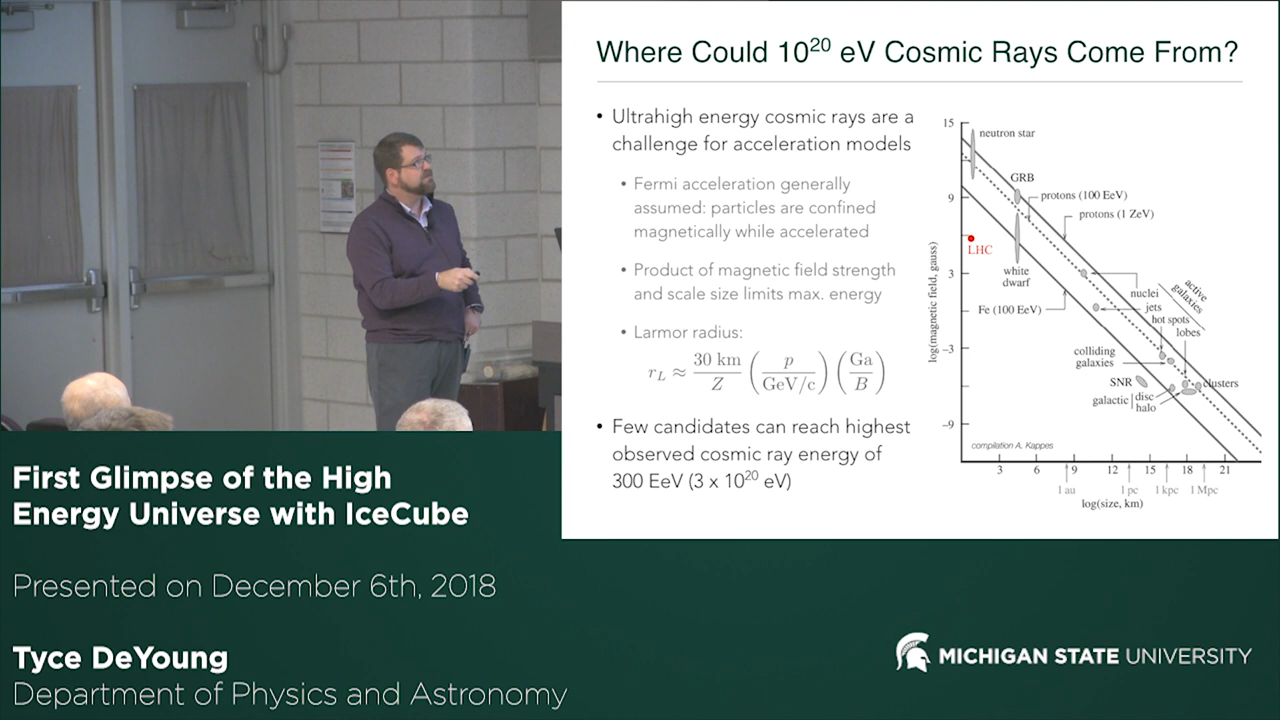 Where Could 10²⁰ eV Cosmic Rays Come From?
• Ultrahigh energy cosmic rays are a
challenge for acceleration models
• Fermi acceleration generally
assumed: particles are confined
magnetically while accelerated
• Product of magnetic field strength
and scale size limits max. energy
• Larmor radius:
r_L ≈ 30 km/Z (p/GeV/c) (Ga/B)
• Few candidates can reach highest
observed cosmic ray energy of
300 EeV (3 x 10²⁰ eV)
15
neutron star
GRB
protons (100 EeV)
9
protons (1 ZeV)
LHC
log(magnetic field, gauss)
3
white
dwarf
nuclei
active
galaxies
Fe (100 EeV)
jets
hot spots
lobes
−3
colliding
galaxies
SNR
clusters
galactic
disc
halo
−9
compilation A. Kappes
3 6 9 12 15 18 21
1 au 1 pc 1 kpc 1 Mpc
log(size, km)
First Glimpse of the High
Energy Universe with IceCube
Presented on December 6th, 2018
Tyce DeYoung
Department of Physics and Astronomy
MICHIGAN STATE UNIVERSITY